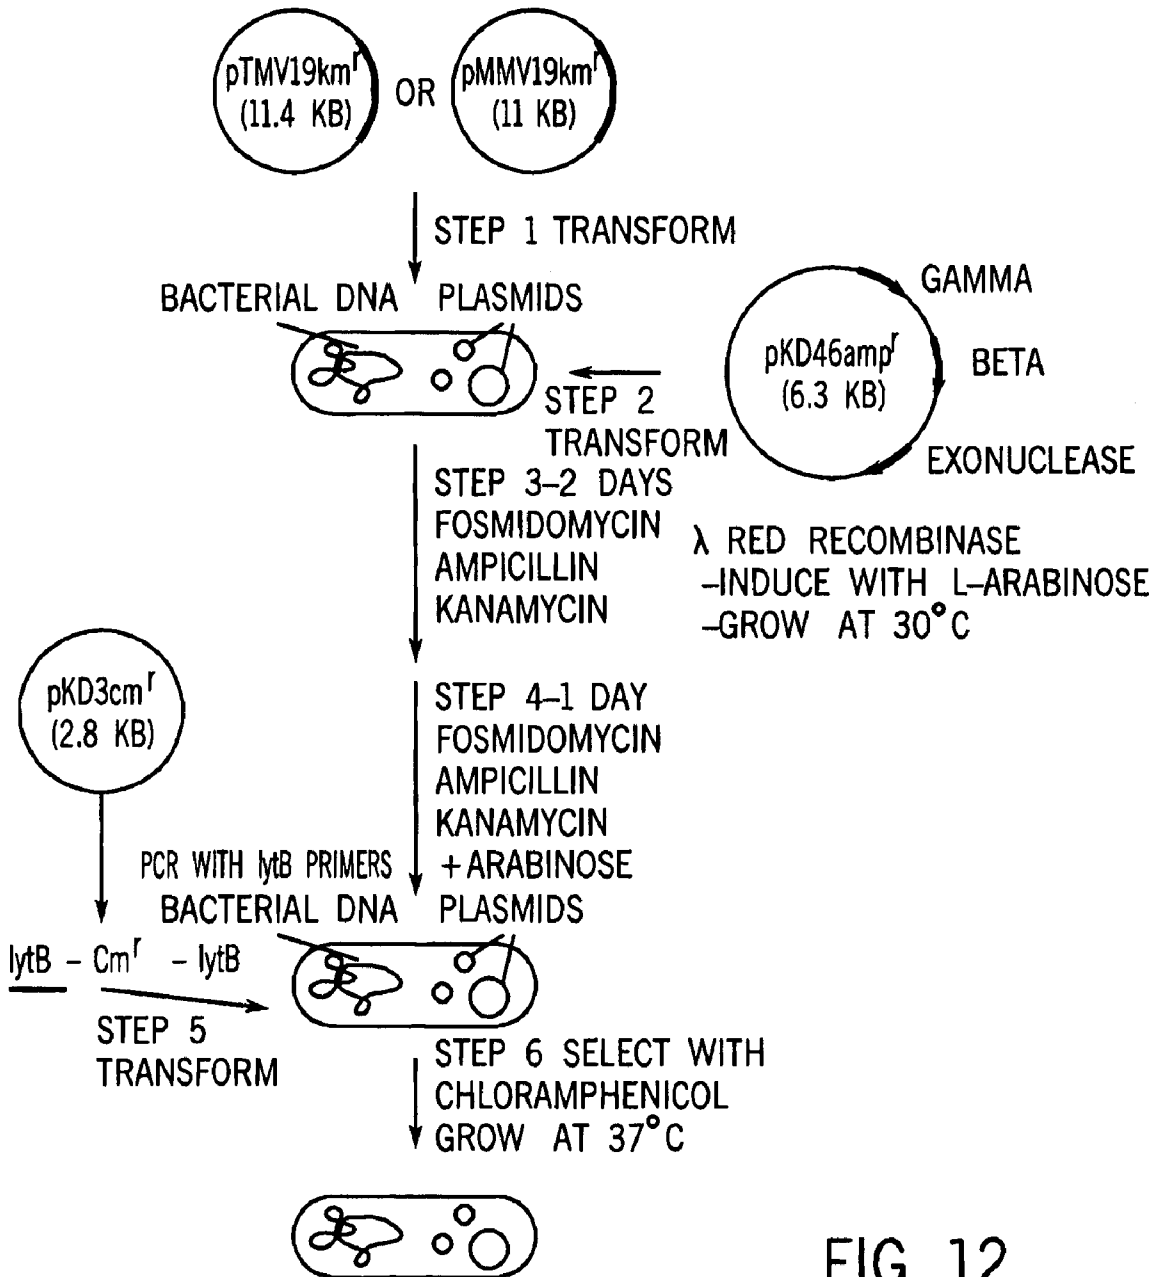 pTMV19kmʳ
(11.4 KB)
OR
pMMV19kmʳ
(11 KB)
STEP 1 TRANSFORM
BACTERIAL DNA PLASMIDS
GAMMA
pKD46ampʳ
(6.3 KB)
BETA
EXONUCLEASE
STEP 2
TRANSFORM
STEP 3–2 DAYS
FOSMIDOMYCIN
AMPICILLIN
KANAMYCIN
λ RED RECOMBINASE
–INDUCE WITH L–ARABINOSE
–GROW AT 30°C
pKD3cmʳ
(2.8 KB)
STEP 4–1 DAY
FOSMIDOMYCIN
AMPICILLIN
KANAMYCIN
+ARABINOSE
PCR WITH lytB PRIMERS
BACTERIAL DNA PLASMIDS
lytB – Cmʳ – lytB
STEP 5
TRANSFORM
STEP 6 SELECT WITH
CHLORAMPHENICOL
GROW AT 37°C
FIG. 12